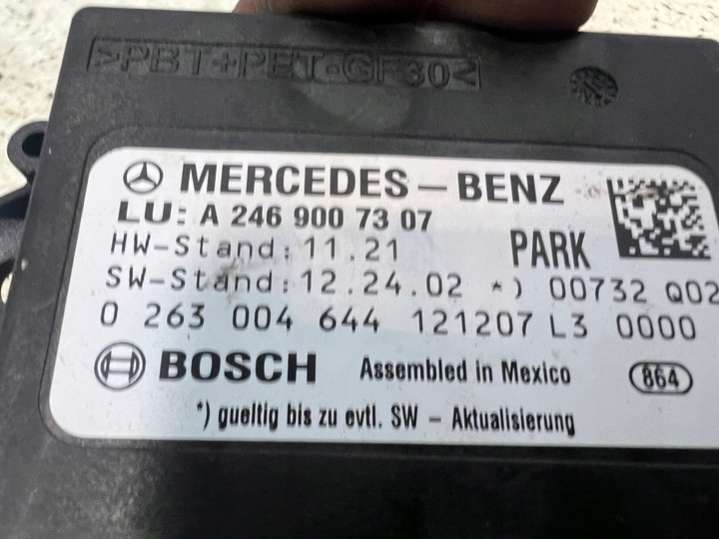 >PBT+PET-GF30<
MERCEDES – BENZ
LU: A 246 900 73 07
HW-Stand: 11.21 PARK
SW-Stand: 12.24.02 *) 00732 Q02
0 263 004 644 121207 L3 0000
BOSCH Assembled in Mexico 864
*) gueltig bis zu evtl. SW – Aktualisierung